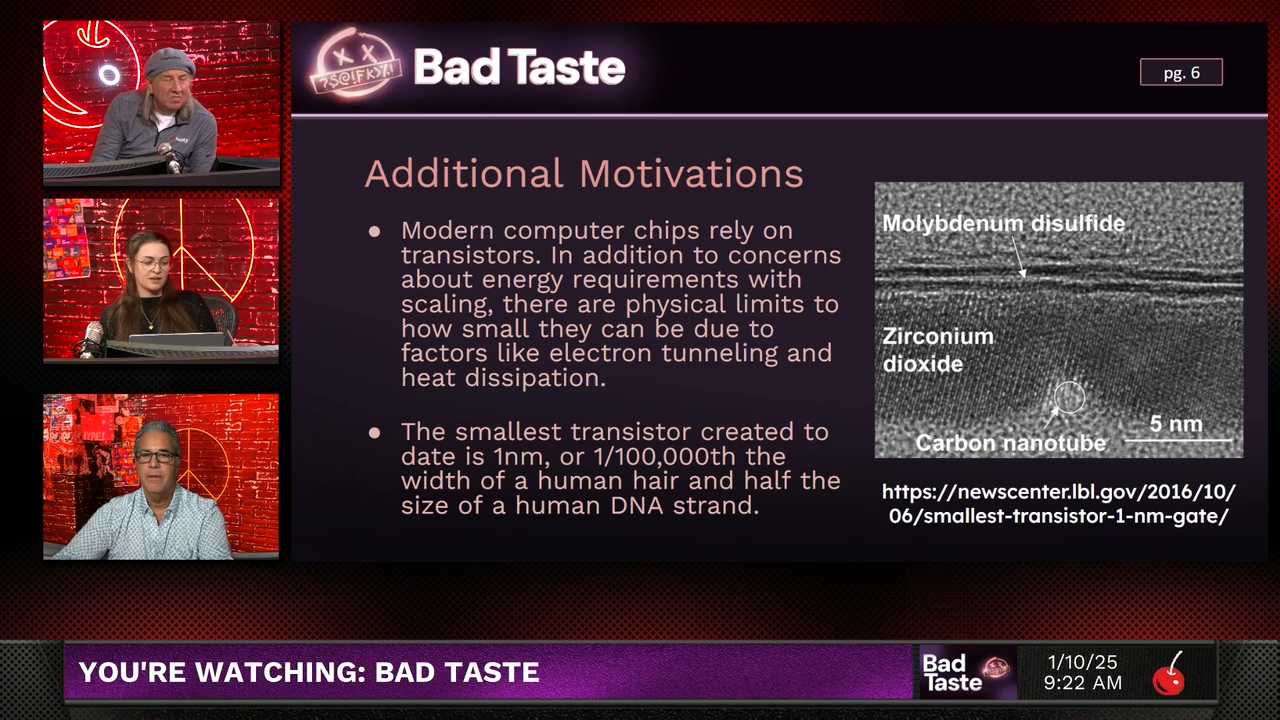 ?$@!FK%!
Bad Taste
pg. 6
Additional Motivations
● Modern computer chips rely on
transistors. In addition to concerns
about energy requirements with
scaling, there are physical limits to
how small they can be due to
factors like electron tunneling and
heat dissipation.
● The smallest transistor created to
date is 1nm, or 1/100,000th the
width of a human hair and half the
size of a human DNA strand.
Molybdenum disulfide
Zirconium
dioxide
5 nm
Carbon nanotube
https://newscenter.lbl.gov/2016/10/
06/smallest-transistor-1-nm-gate/
YOU'RE WATCHING: BAD TASTE
Bad
Taste
1/10/25
9:22 AM